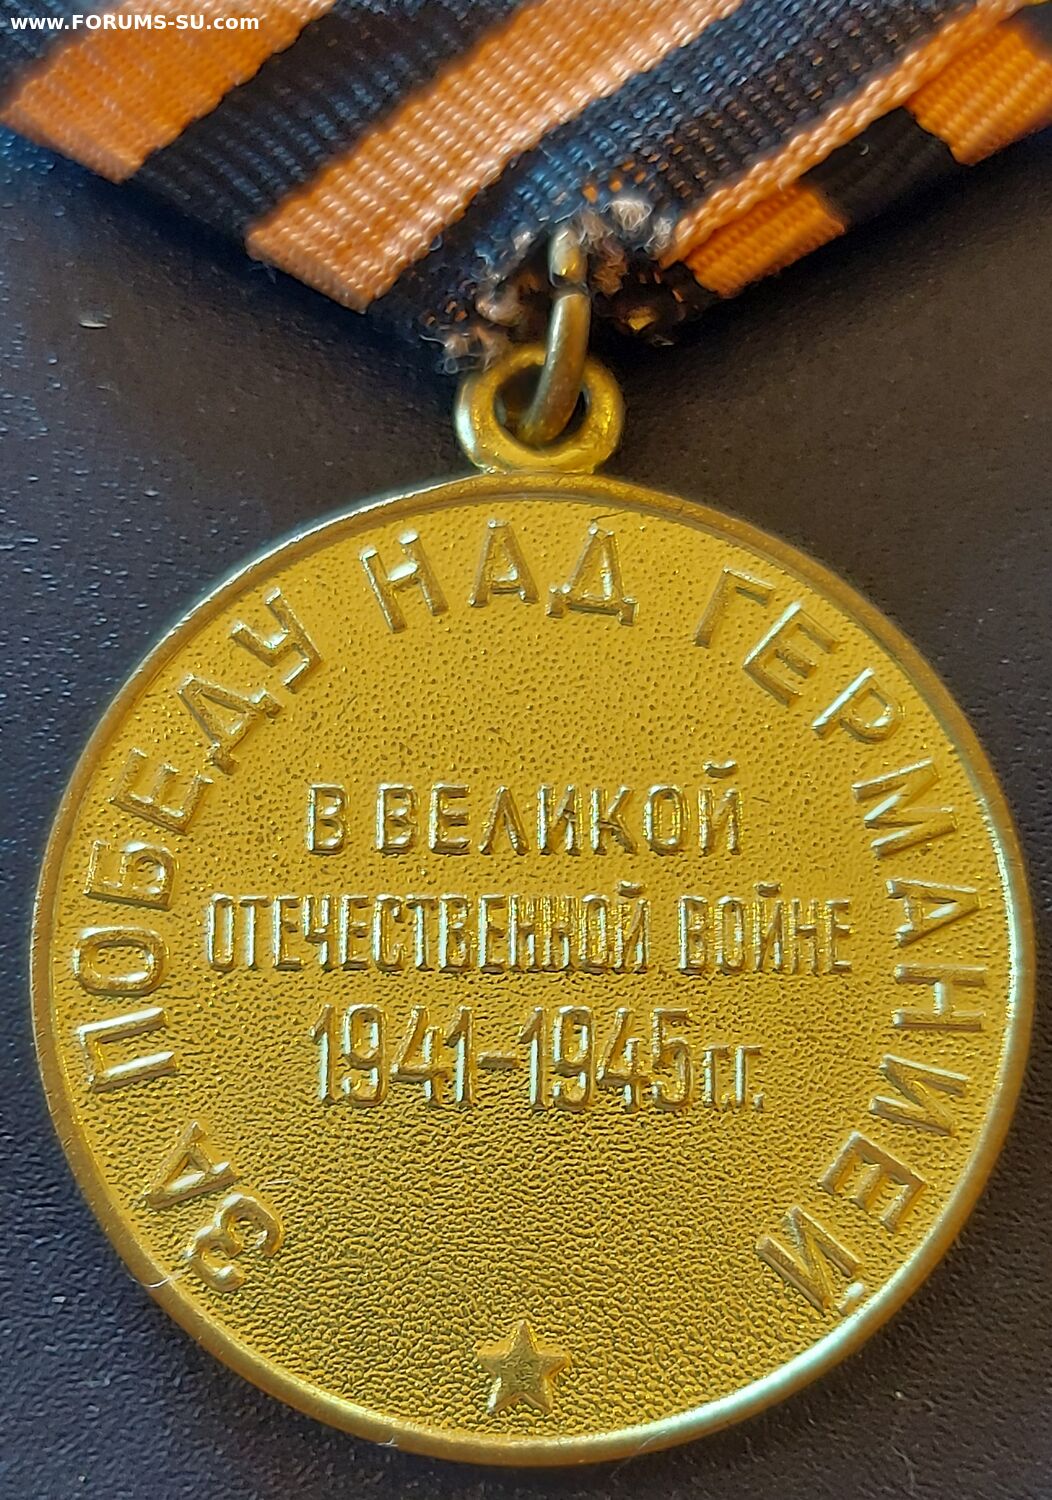 www.FORUMS-SU.com
ЗА ПОБЕДУ НАД ГЕРМАНИЕЙ
В ВЕЛИКОЙ
ОТЕЧЕСТВЕННОЙ ВОЙНЕ
1941-1945 гг.